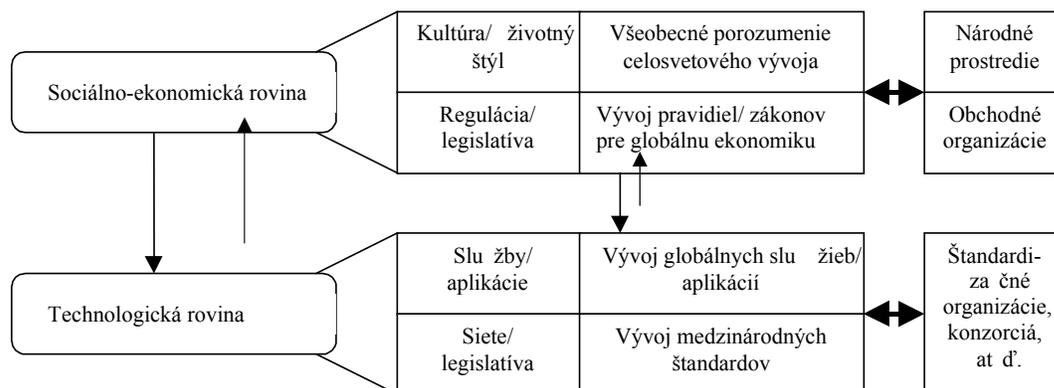 Sociálno-ekonomická rovina
Kultúra/ životný
štýl
Všeobecné porozumenie
celosvetového vývoja
Národné
prostredie
Regulácia/
legislatíva
Vývoj pravidiel/ zákonov
pre globálnu ekonomiku
Obchodné
organizácie
Technologická rovina
Slu žby/
aplikácie
Vývoj globálnych slu žieb/
aplikácií
Siete/
legislatíva
Vývoj medzinárodných
štandardov
Štandardi-
za čné
organizácie,
konzorciá,
at ď.